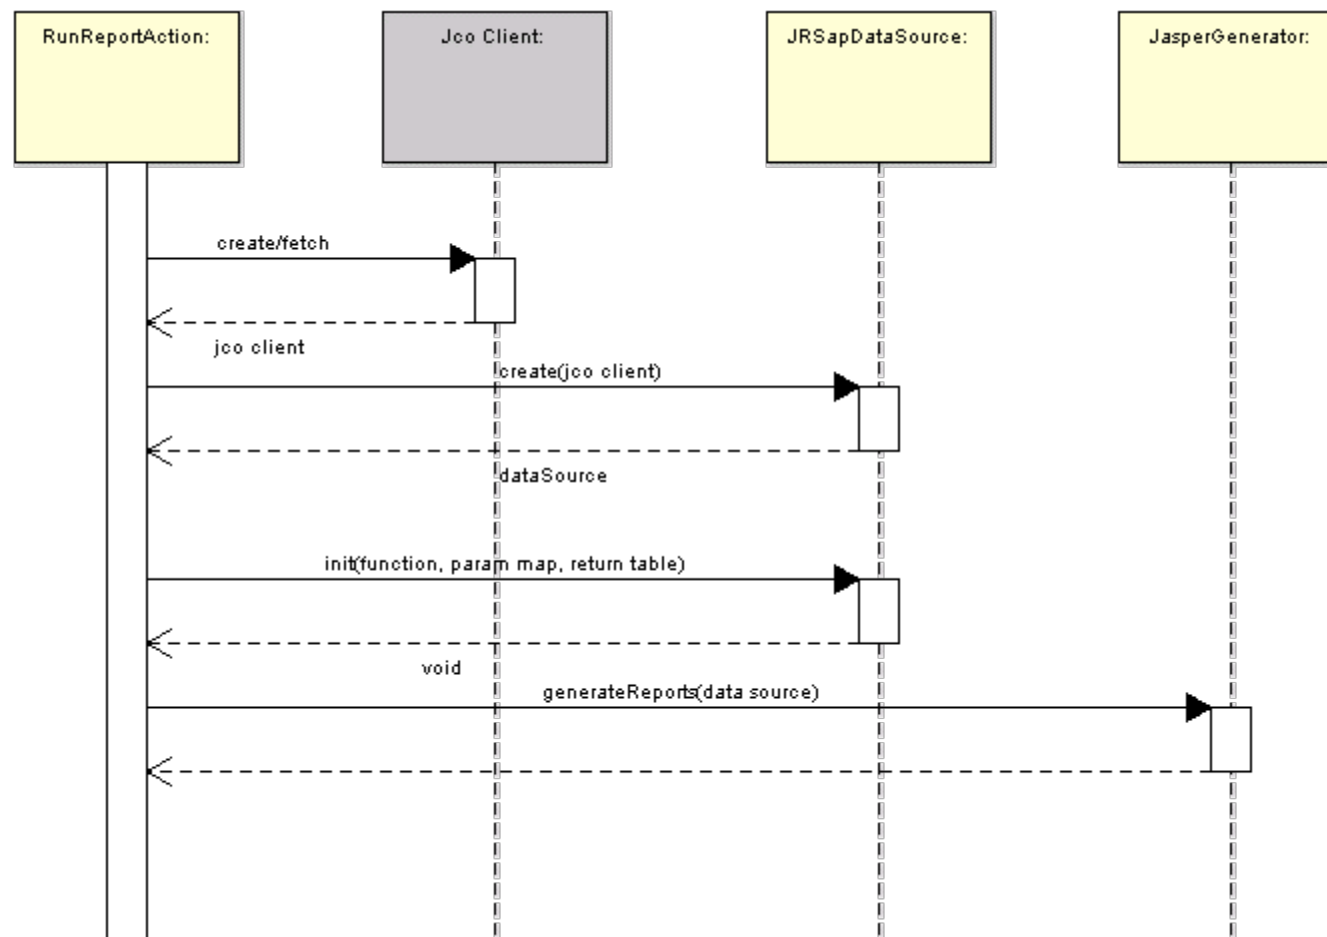 RunReportAction:
Jco Client:
JRSapDataSource:
JasperGenerator:
create/fetch
jco client
create(jco client)
dataSource
init(function, param map, return table)
void
generateReports(data source)